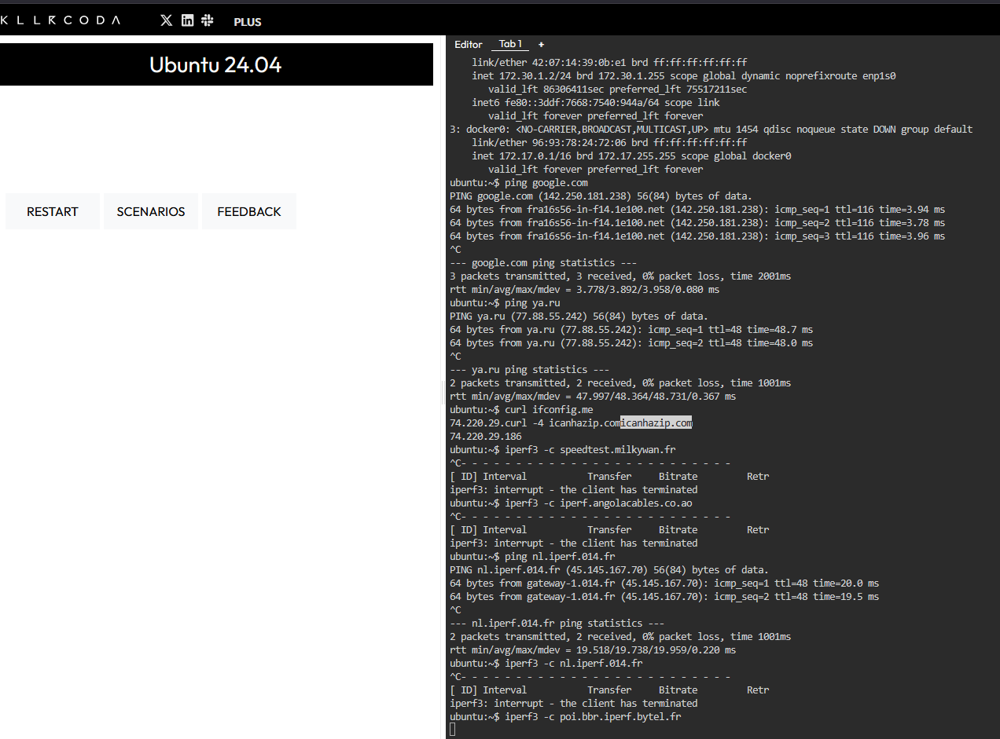 KLLRCODA
PLUS
Ubuntu 24.04
RESTART
SCENARIOS
FEEDBACK
Editor Tab 1 +
link/ether 42:07:14:39:0b:e1 brd ff:ff:ff:ff:ff:ff
inet 172.30.1.2/24 brd 172.30.1.255 scope global dynamic noprefixroute enp1s0
valid_lft 86306411sec preferred_lft 75517211sec
inet6 fe80::3ddf:7668:7540:944a/64 scope link
valid_lft forever preferred_lft forever
3: docker0: <NO-CARRIER,BROADCAST,MULTICAST,UP> mtu 1454 qdisc noqueue state DOWN group default
link/ether 96:93:78:24:72:06 brd ff:ff:ff:ff:ff:ff
inet 172.17.0.1/16 brd 172.17.255.255 scope global docker0
valid_lft forever preferred_lft forever
ubuntu:~$ ping google.com
PING google.com (142.250.181.238) 56(84) bytes of data.
64 bytes from fra16s56-in-f14.1e100.net (142.250.181.238): icmp_seq=1 ttl=116 time=3.94 ms
64 bytes from fra16s56-in-f14.1e100.net (142.250.181.238): icmp_seq=2 ttl=116 time=3.78 ms
64 bytes from fra16s56-in-f14.1e100.net (142.250.181.238): icmp_seq=3 ttl=116 time=3.96 ms
^C
--- google.com ping statistics ---
3 packets transmitted, 3 received, 0% packet loss, time 2001ms
rtt min/avg/max/mdev = 3.778/3.892/3.958/0.080 ms
ubuntu:~$ ping ya.ru
PING ya.ru (77.88.55.242) 56(84) bytes of data.
64 bytes from ya.ru (77.88.55.242): icmp_seq=1 ttl=48 time=48.7 ms
64 bytes from ya.ru (77.88.55.242): icmp_seq=2 ttl=48 time=48.0 ms
^C
--- ya.ru ping statistics ---
2 packets transmitted, 2 received, 0% packet loss, time 1001ms
rtt min/avg/max/mdev = 47.997/48.364/48.731/0.367 ms
ubuntu:~$ curl ifconfig.me
74.220.29.curl -4 icanhazip.comicanhazip.com
74.220.29.186
ubuntu:~$ iperf3 -c speedtest.milkywan.fr
^C- - - - - - - - - - - - - - - - - - - - - - - - -
[ ID] Interval Transfer Bitrate Retr
iperf3: interrupt - the client has terminated
ubuntu:~$ iperf3 -c iperf.angolacables.co.ao
^C- - - - - - - - - - - - - - - - - - - - - - - - -
[ ID] Interval Transfer Bitrate Retr
iperf3: interrupt - the client has terminated
ubuntu:~$ ping nl.iperf.014.fr
PING nl.iperf.014.fr (45.145.167.70) 56(84) bytes of data.
64 bytes from gateway-1.014.fr (45.145.167.70): icmp_seq=1 ttl=48 time=20.0 ms
64 bytes from gateway-1.014.fr (45.145.167.70): icmp_seq=2 ttl=48 time=19.5 ms
^C
--- nl.iperf.014.fr ping statistics ---
2 packets transmitted, 2 received, 0% packet loss, time 1001ms
rtt min/avg/max/mdev = 19.518/19.738/19.959/0.220 ms
ubuntu:~$ iperf3 -c nl.iperf.014.fr
^C- - - - - - - - - - - - - - - - - - - - - - - - -
[ ID] Interval Transfer Bitrate Retr
iperf3: interrupt - the client has terminated
ubuntu:~$ iperf3 -c poi.bbr.iperf.bytel.fr